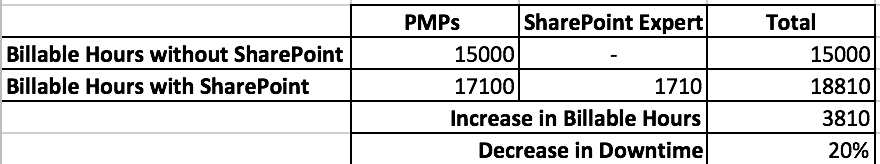 PMPs SharePoint Expert Total
Billable Hours without SharePoint 15000 - 15000
Billable Hours with SharePoint 17100 1710 18810
Increase in Billable Hours 3810
Decrease in Downtime 20%